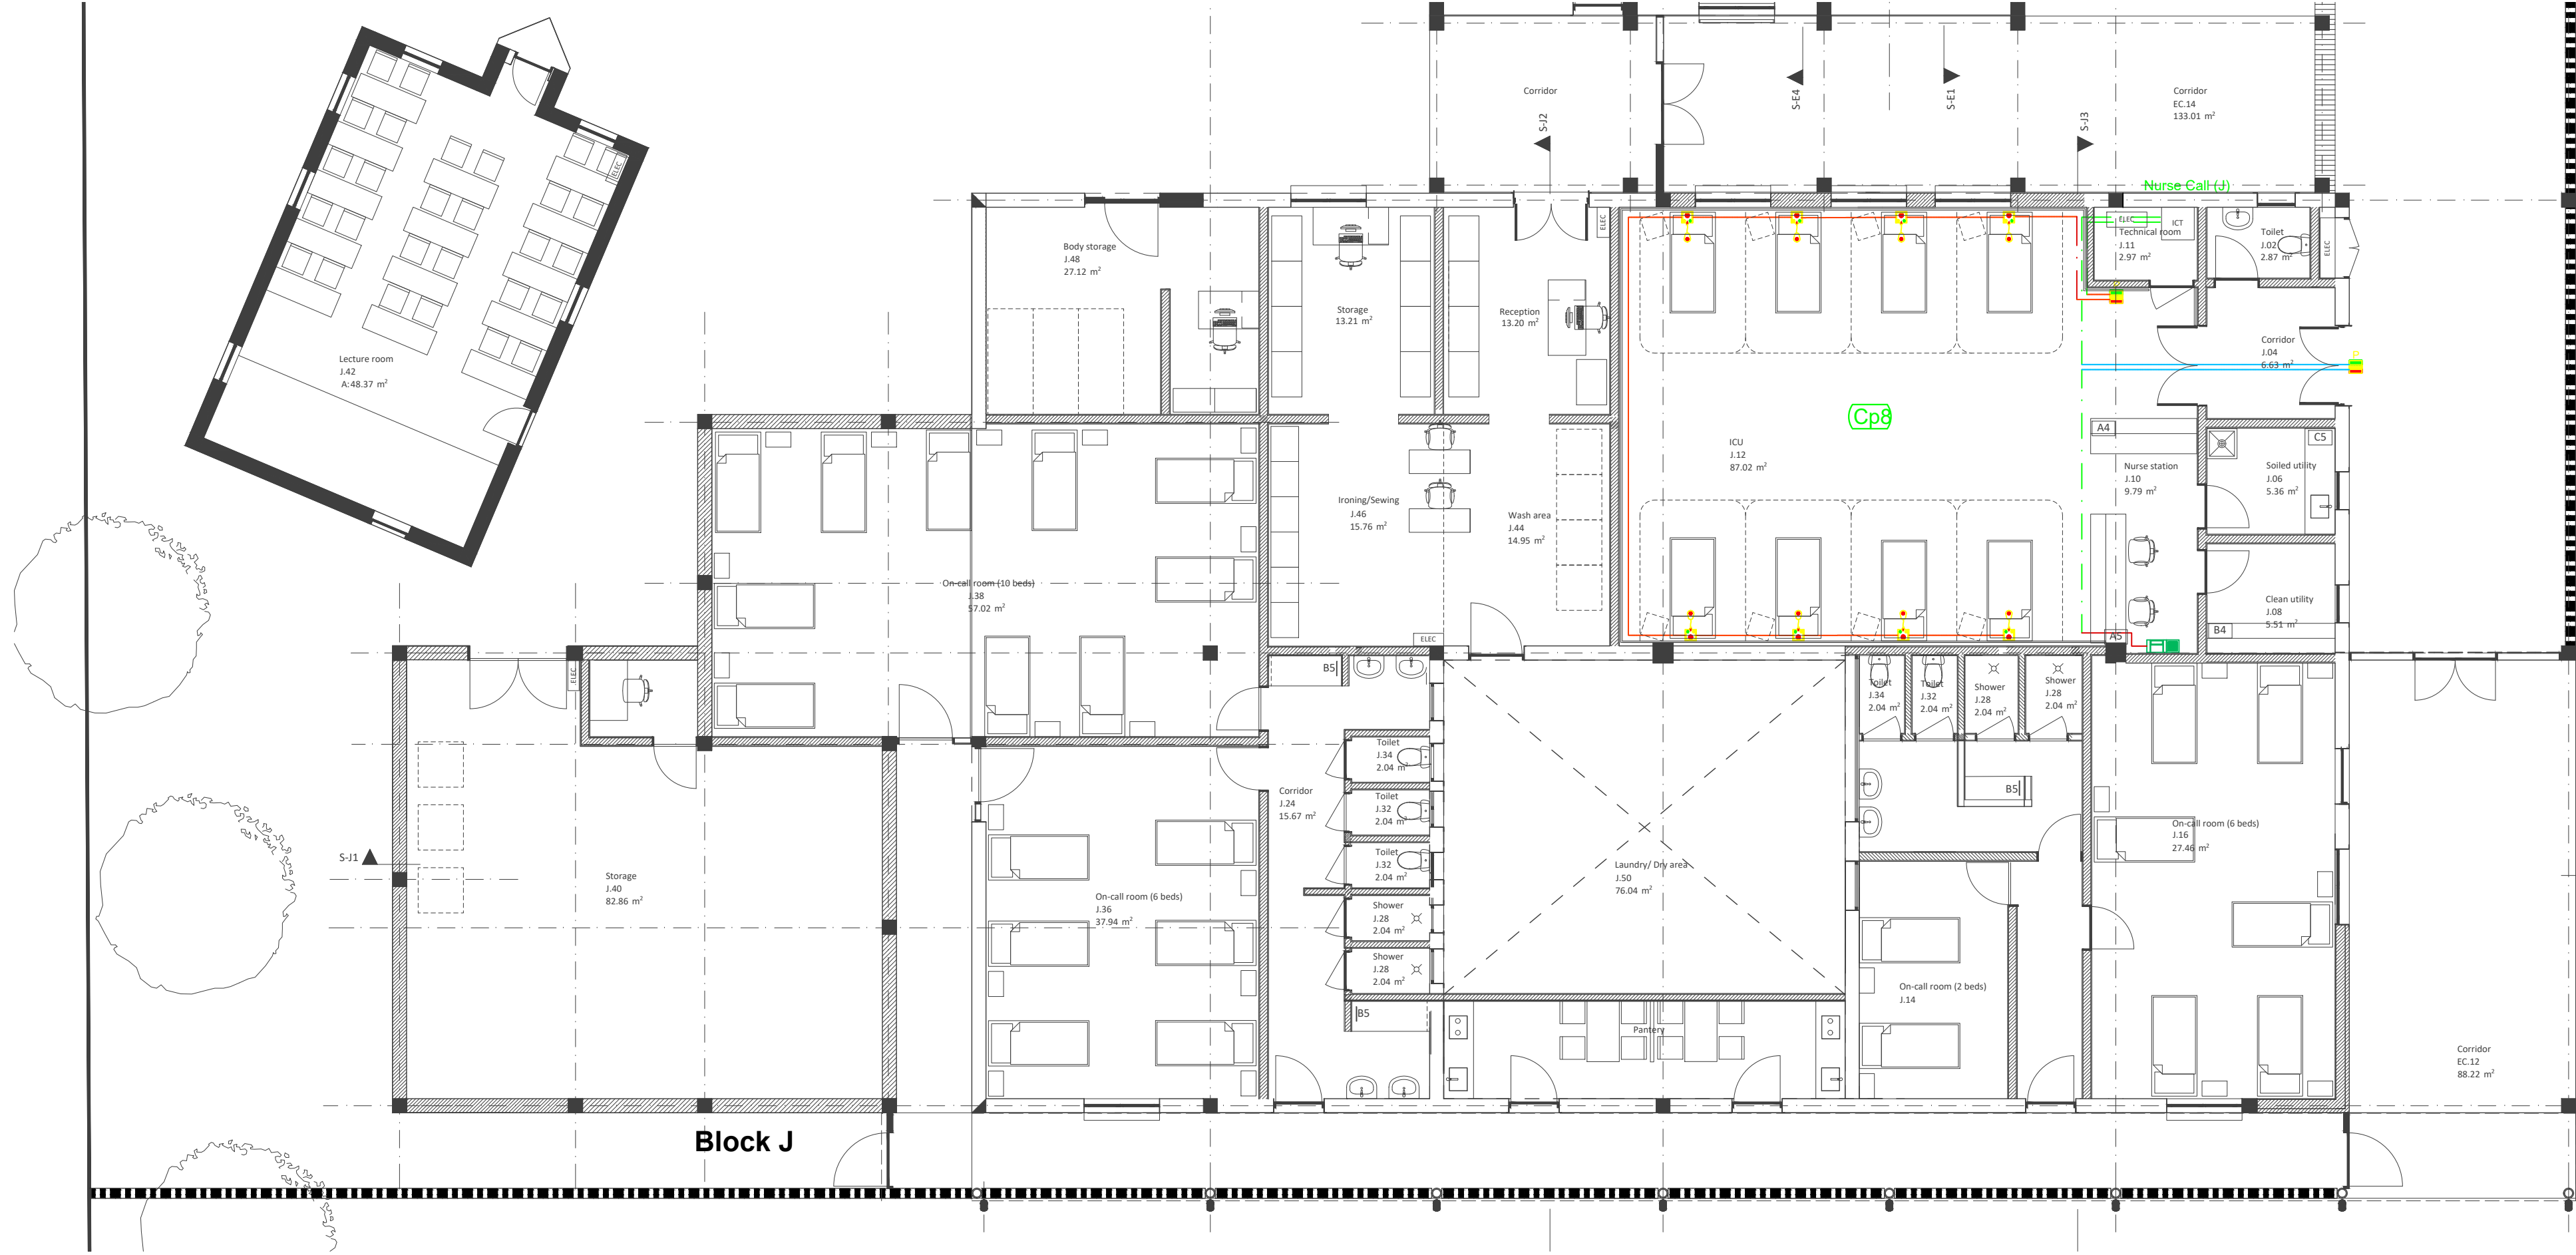 Corridor
S-J2
S-E4
S-E1
S-J3
Corridor
EC.14
133.01 m²
Nurse Call (J)
ELEC
Lecture room
J.42
A:48.37 m²
Body storage
J.48
27.12 m²
Storage
13.21 m²
Reception
13.20 m²
ELEC
ELEC
ICT
Technical room
J.11
2.97 m²
Toilet
J.02
2.87 m²
ELEC
Corridor
J.04
6.63 m²
Cp8
ICU
J.12
87.02 m²
A4
Nurse station
J.10
9.79 m²
C5
Soiled utility
J.06
5.36 m²
Clean utility
J.08
5.51 m²
B4
A5
Ironing/Sewing
J.46
15.76 m²
Wash area
J.44
14.95 m²
ELEC
On-call room (10 beds)
J.38
57.02 m²
ELEC
B5
Toilet
J.34
2.04 m²
Toilet
J.32
2.04 m²
Shower
J.28
2.04 m²
Shower
J.28
2.04 m²
Toilet
J.34
2.04 m²
Toilet
J.32
2.04 m²
Toilet
J.32
2.04 m²
Shower
J.28
2.04 m²
Shower
J.28
2.04 m²
B5
Corridor
J.24
15.67 m²
B5
S-J1
Storage
J.40
82.86 m²
On-call room (6 beds)
J.36
37.94 m²
Laundry/ Dry area
J.50
76.04 m²
On-call room (6 beds)
J.16
27.46 m²
On-call room (2 beds)
J.14
Pantery
Corridor
EC.12
88.22 m²
Block J